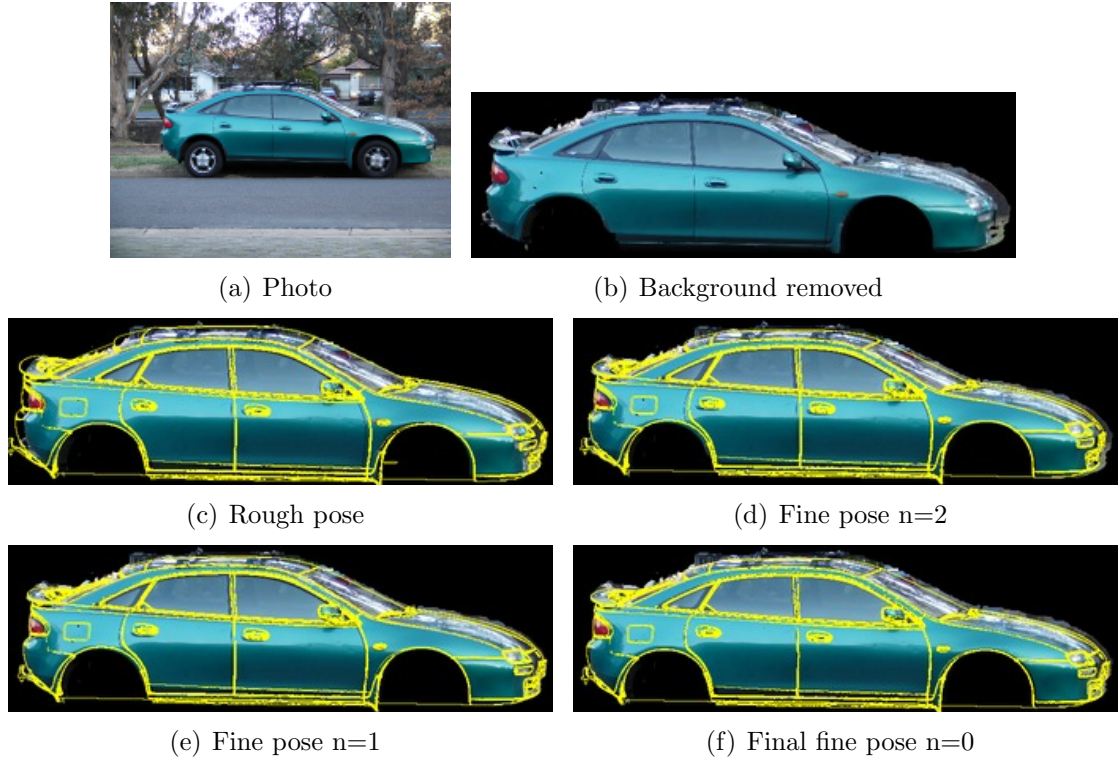 (a) Photo
(b) Background removed
(c) Rough pose
(d) Fine pose n=2
(e) Fine pose n=1
(f) Final fine pose n=0